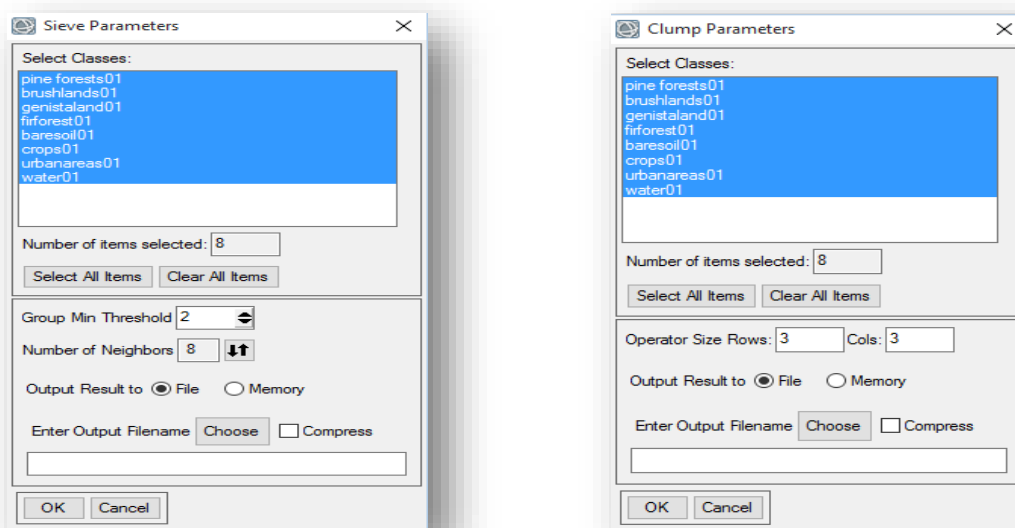 Sieve Parameters
Select Classes:
pine forests01
brushlands01
genistaland01
firforest01
baresoil01
crops01
urbanareas01
water01
Number of items selected: 8
Select All Items Clear All Items
Group Min Threshold 2
Number of Neighbors 8
Output Result to File Memory
Enter Output Filename Choose Compress
OK Cancel
Clump Parameters
Select Classes:
pine forests01
brushlands01
genistaland01
firforest01
baresoil01
crops01
urbanareas01
water01
Number of items selected: 8
Select All Items Clear All Items
Operator Size Rows: 3 Cols: 3
Output Result to File Memory
Enter Output Filename Choose Compress
OK Cancel